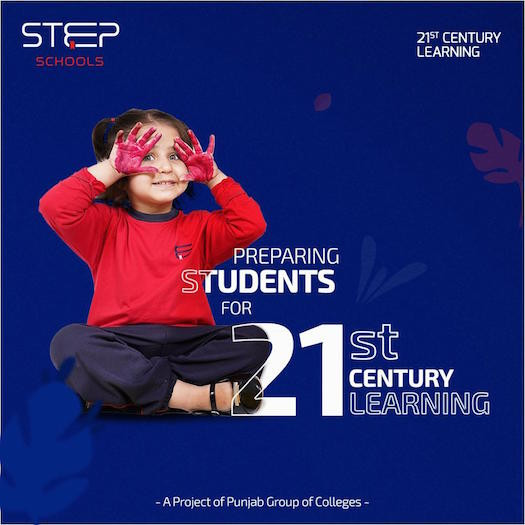 STEP
SCHOOLS
21ST CENTURY
LEARNING
PREPARING
STUDENTS
FOR
21st
CENTURY
LEARNING
- A Project of Punjab Group of Colleges -